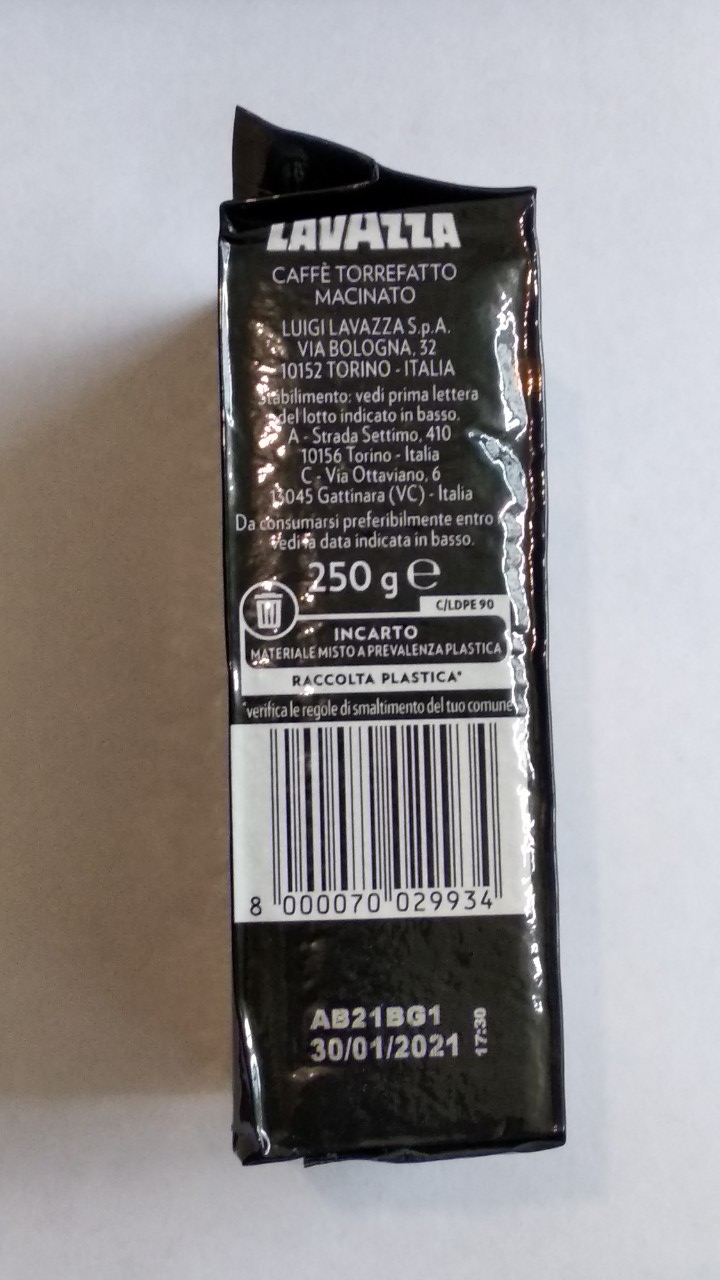 LAVAZZA
CAFFÈ TORREFATTO
MACINATO
LUIGI LAVAZZA S.p.A.
VIA BOLOGNA, 32
10152 TORINO - ITALIA
Stabilimento: vedi prima lettera
del lotto indicato in basso.
A - Strada Settimo, 410
10156 Torino - Italia
C - Via Ottaviano, 6
13045 Gattinara (VC) - Italia
Da consumarsi preferibilmente entro
vedi la data indicata in basso.
250 g e
C/LDPE 90
INCARTO
MATERIALE MISTO A PREVALENZA PLASTICA
RACCOLTA PLASTICA*
*verifica le regole di smaltimento del tuo comune
8 000070 029934
AB21BG1
30/01/2021 17:30